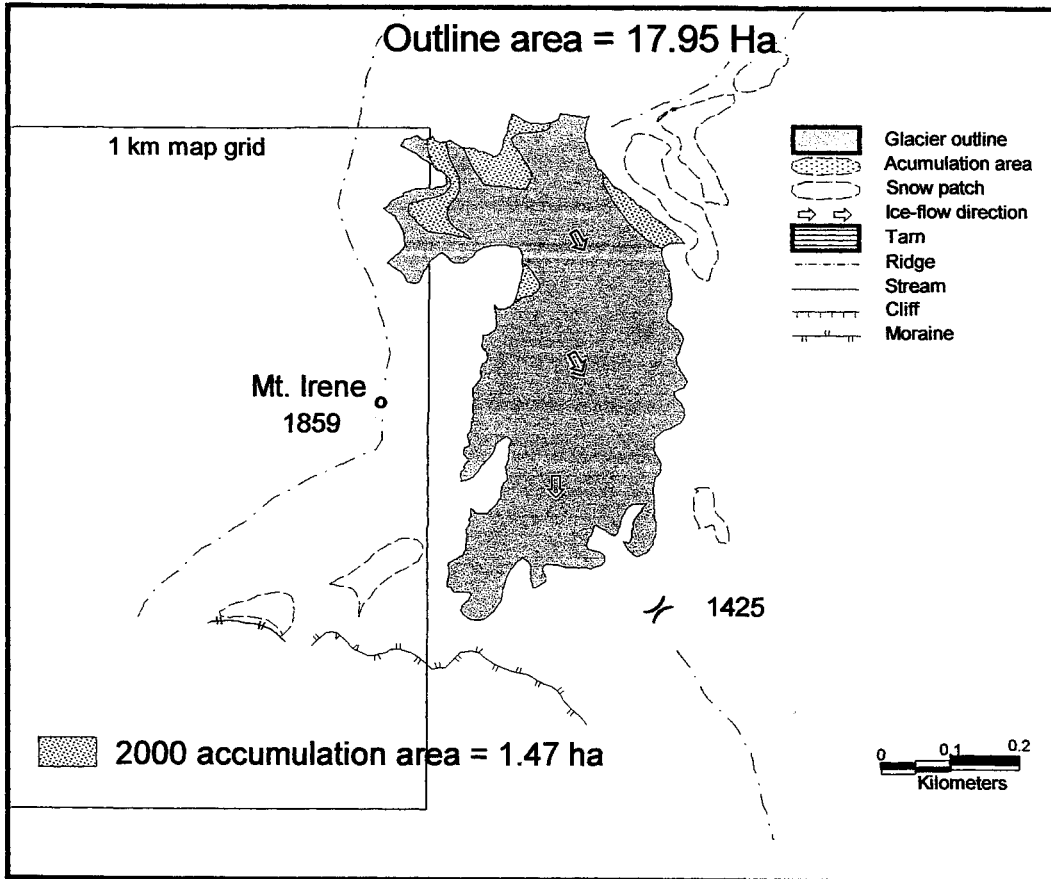 Outline area = 17.95 Ha
1 km map grid
Glacier outline
Acumulation area
Snow patch
Ice-flow direction
Tarn
Ridge
Stream
Cliff
Moraine
Mt. Irene
1859
1425
2000 accumulation area = 1.47 ha
0 0.1 0.2
Kilometers